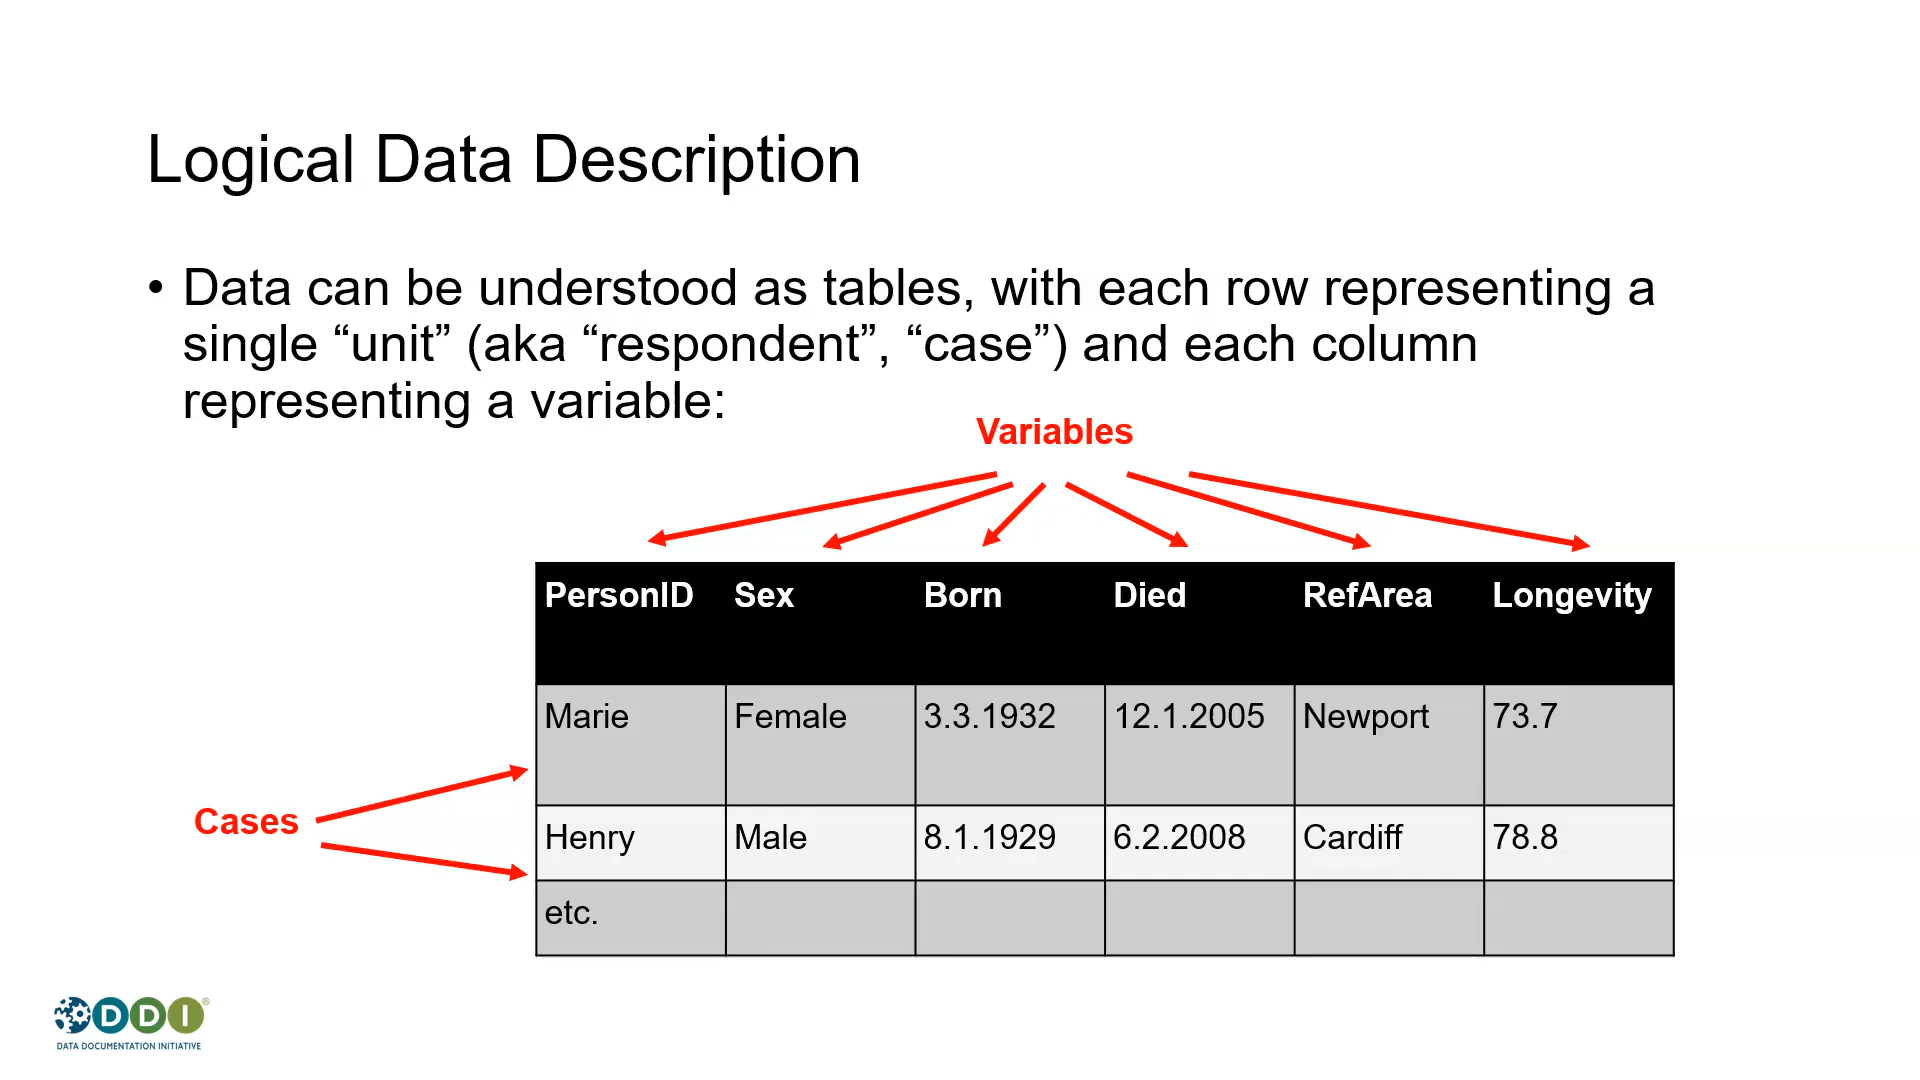 Logical Data Description
• Data can be understood as tables, with each row representing a
single “unit” (aka “respondent”, “case”) and each column
representing a variable:
Variables
PersonID Sex Born Died RefArea Longevity
Marie Female 3.3.1932 12.1.2005 Newport 73.7
Cases
Henry Male 8.1.1929 6.2.2008 Cardiff 78.8
etc.
DDI®
DATA DOCUMENTATION INITIATIVE